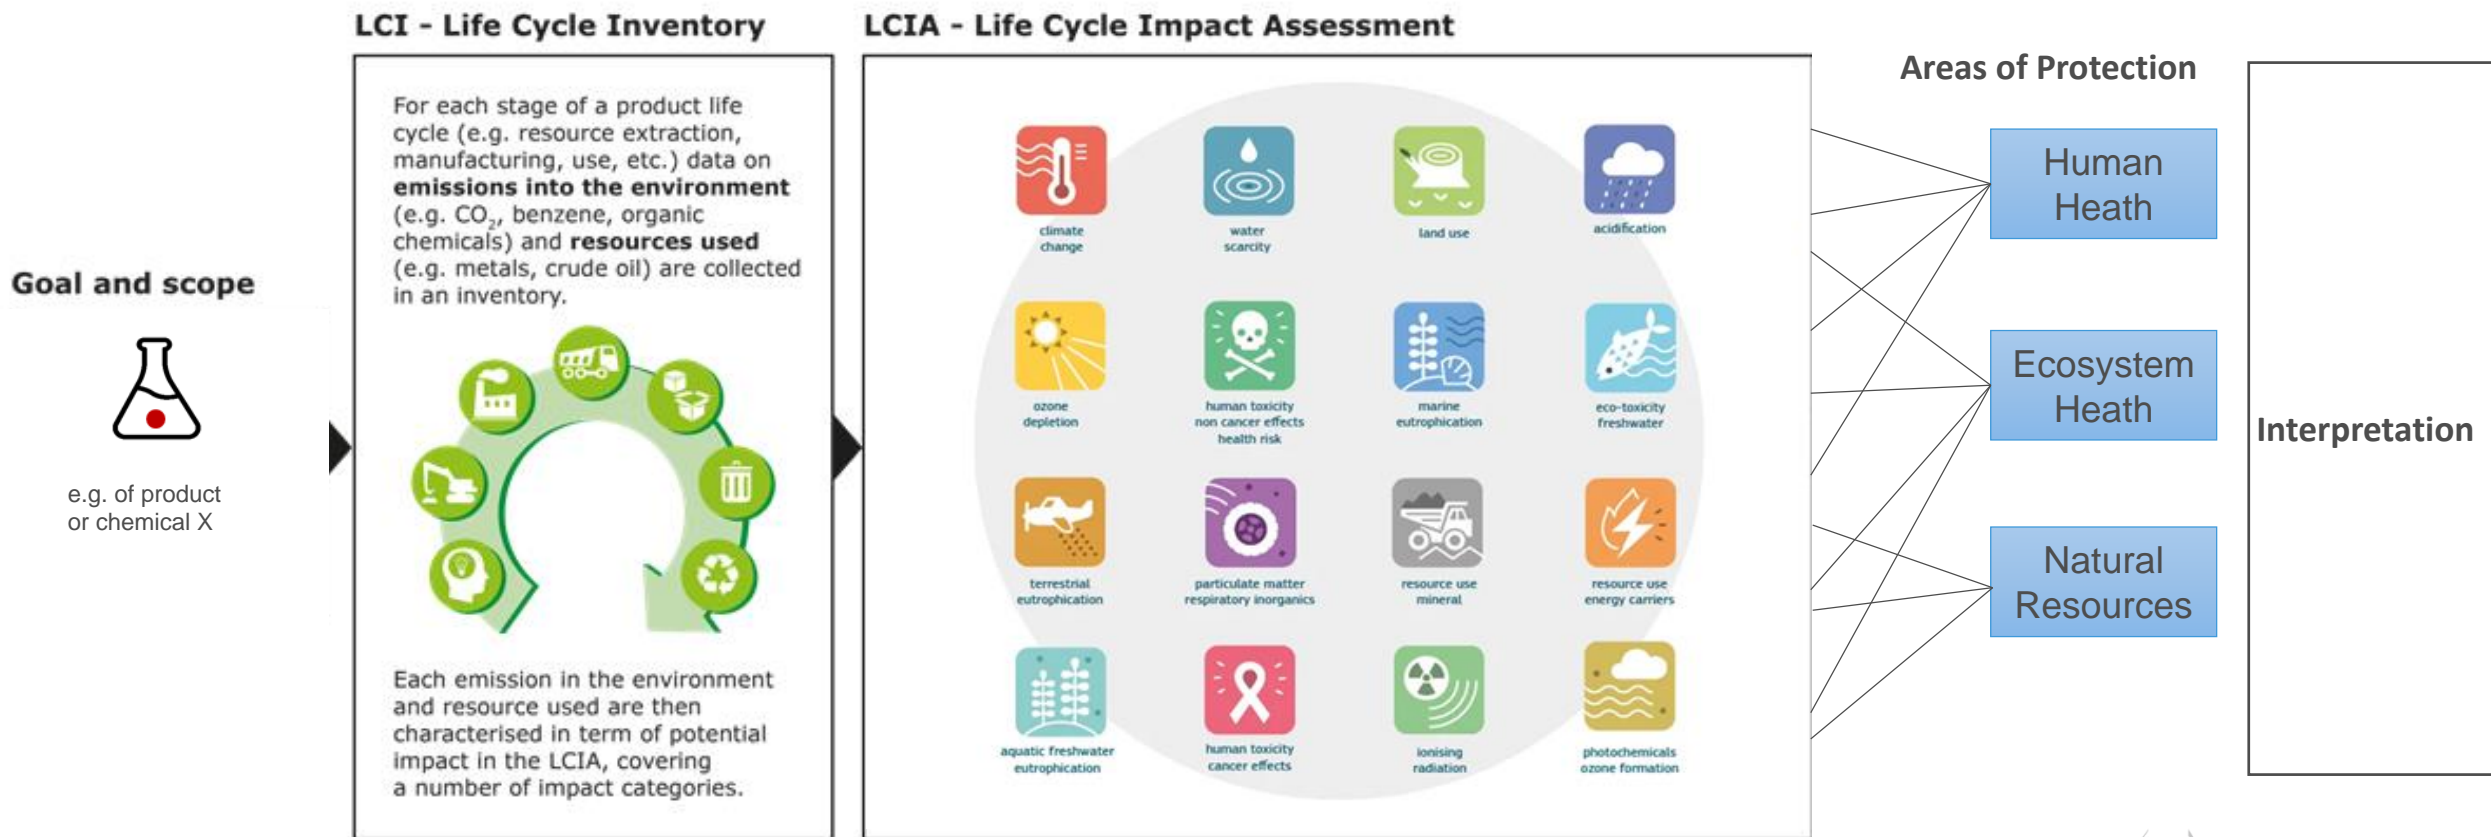 Goal and scope
e.g. of product
or chemical X
LCI - Life Cycle Inventory
For each stage of a product life
cycle (e.g. resource extraction,
manufacturing, use, etc.) data on
emissions into the environment
(e.g. CO₂, benzene, organic
chemicals) and resources used
(e.g. metals, crude oil) are collected
in an inventory.
Each emission in the environment
and resource used are then
characterised in term of potential
impact in the LCIA, covering
a number of impact categories.
LCIA - Life Cycle Impact Assessment
climate
change
water
scarcity
land use
acidification
ozone
depletion
human toxicity
non cancer effects
health risk
marine
eutrophication
eco-toxicity
freshwater
terrestrial
eutrophication
particulate matter
respiratory inorganics
resource use
mineral
resource use
energy carriers
aquatic freshwater
eutrophication
human toxicity
cancer effects
ionising
radiation
photochemicals
ozone formation
Areas of Protection
Human
Heath
Ecosystem
Heath
Natural
Resources
Interpretation